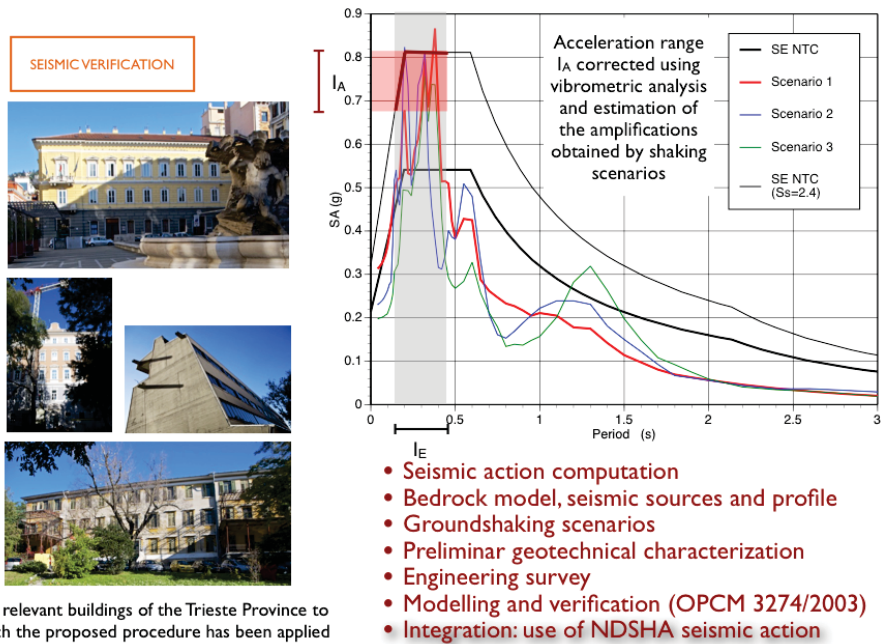 SEISMIC VERIFICATION
relevant buildings of the Trieste Province to
the proposed procedure has been applied
IA
0.9
0.8
0.7
0.6
0.5
0.4
0.3
0.2
0.1
0
SA (g)
0
0.5
1
1.5
2
2.5
3
Period (s)
IE
Acceleration range
IA corrected using
vibrometric analysis
and estimation of
the amplifications
obtained by shaking
scenarios
SE NTC
Scenario 1
Scenario 2
Scenario 3
SE NTC
(Ss=2.4)
• Seismic action computation
• Bedrock model, seismic sources and profile
• Groundshaking scenarios
• Preliminar geotechnical characterization
• Engineering survey
• Modelling and verification (OPCM 3274/2003)
• Integration: use of NDSHA seismic action